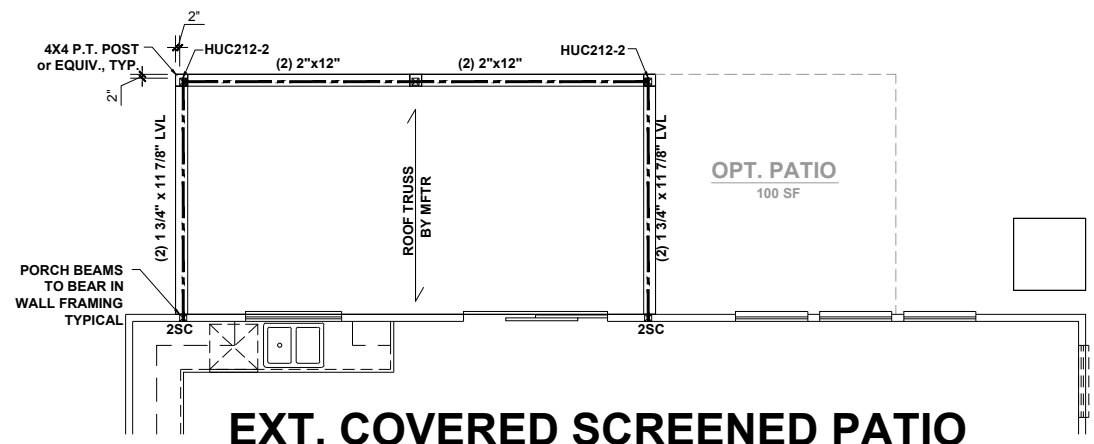 2"
4X4 P.T. POST
or EQUIV., TYP.
HUC212-2
(2) 2"x12"
(2) 2"x12"
HUC212-2
2"
(2) 1 3/4" x 11 7/8" LVL
ROOF TRUSS
BY MFTR
(2) 1 3/4" x 11 7/8" LVL
OPT. PATIO
100 SF
PORCH BEAMS
TO BEAR IN
WALL FRAMING
TYPICAL
2SC
2SC
EXT. COVERED SCREENED PATIO